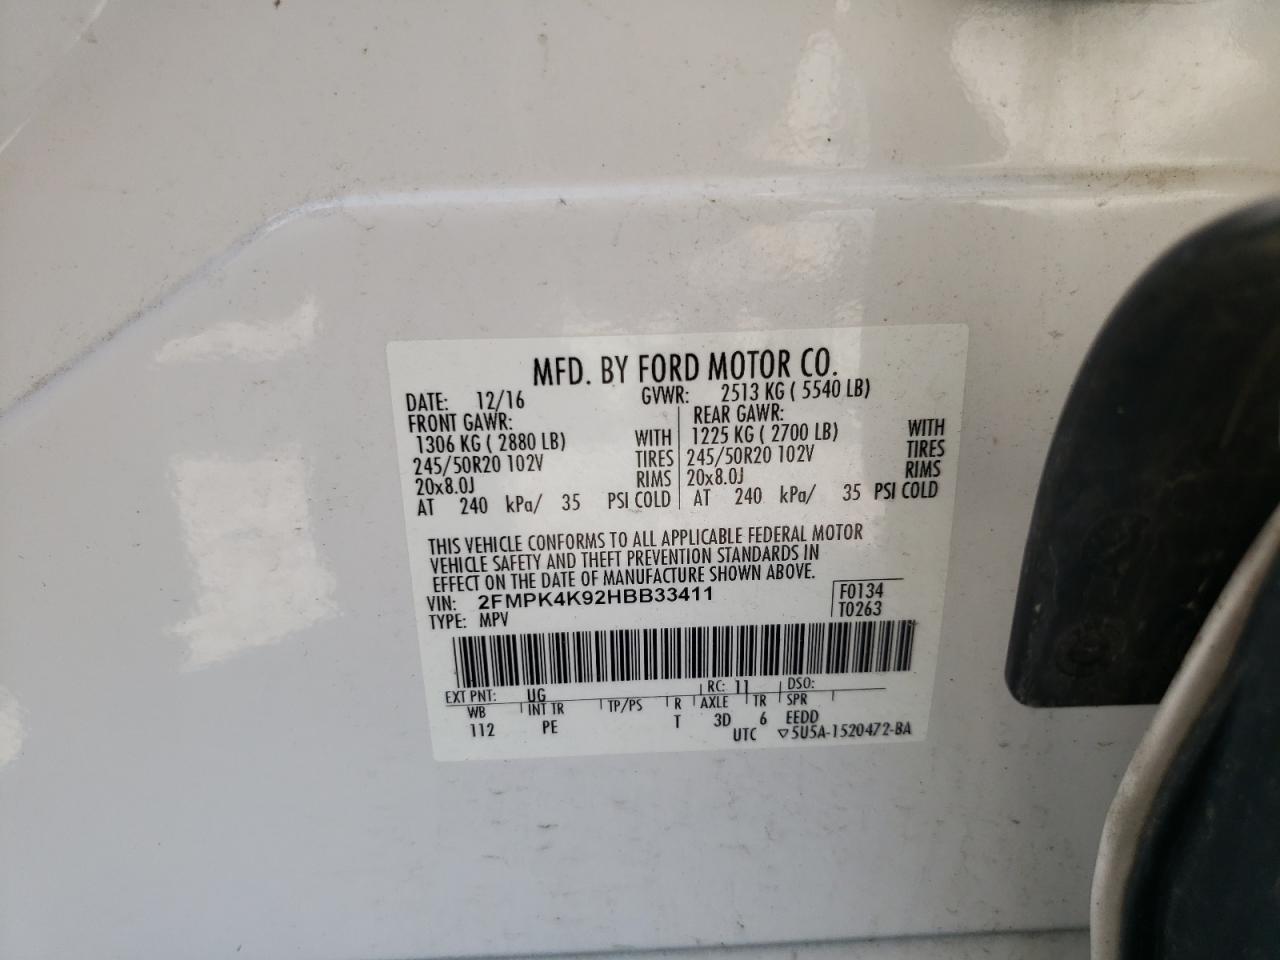 MFD. BY FORD MOTOR CO.
DATE: 12/16 GVWR: 2513 KG ( 5540 LB)
FRONT GAWR: REAR GAWR:
1306 KG ( 2880 LB) WITH 1225 KG ( 2700 LB) WITH
245/50R20 102V TIRES 245/50R20 102V TIRES
20x8.0J RIMS 20x8.0J RIMS
AT 240 kPa/ 35 PSI COLD AT 240 kPa/ 35 PSI COLD
THIS VEHICLE CONFORMS TO ALL APPLICABLE FEDERAL MOTOR
VEHICLE SAFETY AND THEFT PREVENTION STANDARDS IN
EFFECT ON THE DATE OF MANUFACTURE SHOWN ABOVE.
VIN: 2FMPK4K92HBB33411 F0134
TYPE: MPV T0263
EXT PNT: UG RC: 11 DSO:
WB INT TR TP/PS R AXLE TR SPR
112 PE T 3D 6 EEDD
UTC ▽5U5A-1520472-BA